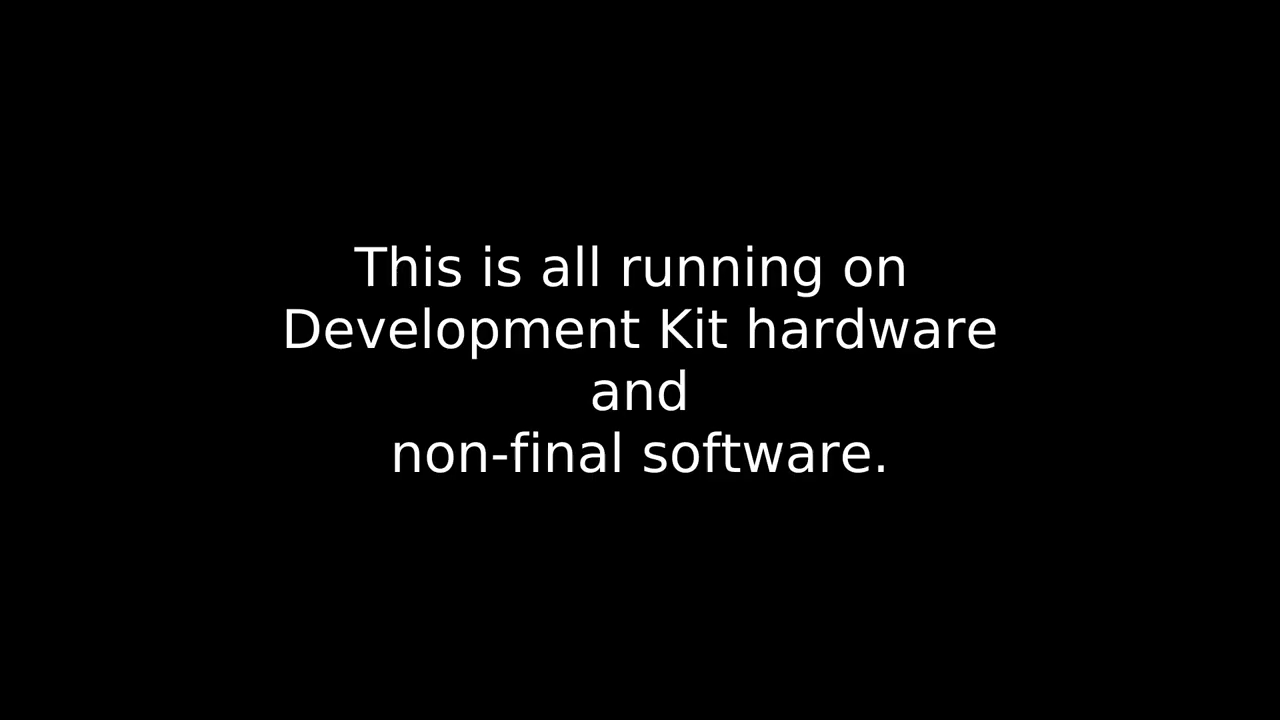 This is all running on
Development Kit hardware
and
non-final software.